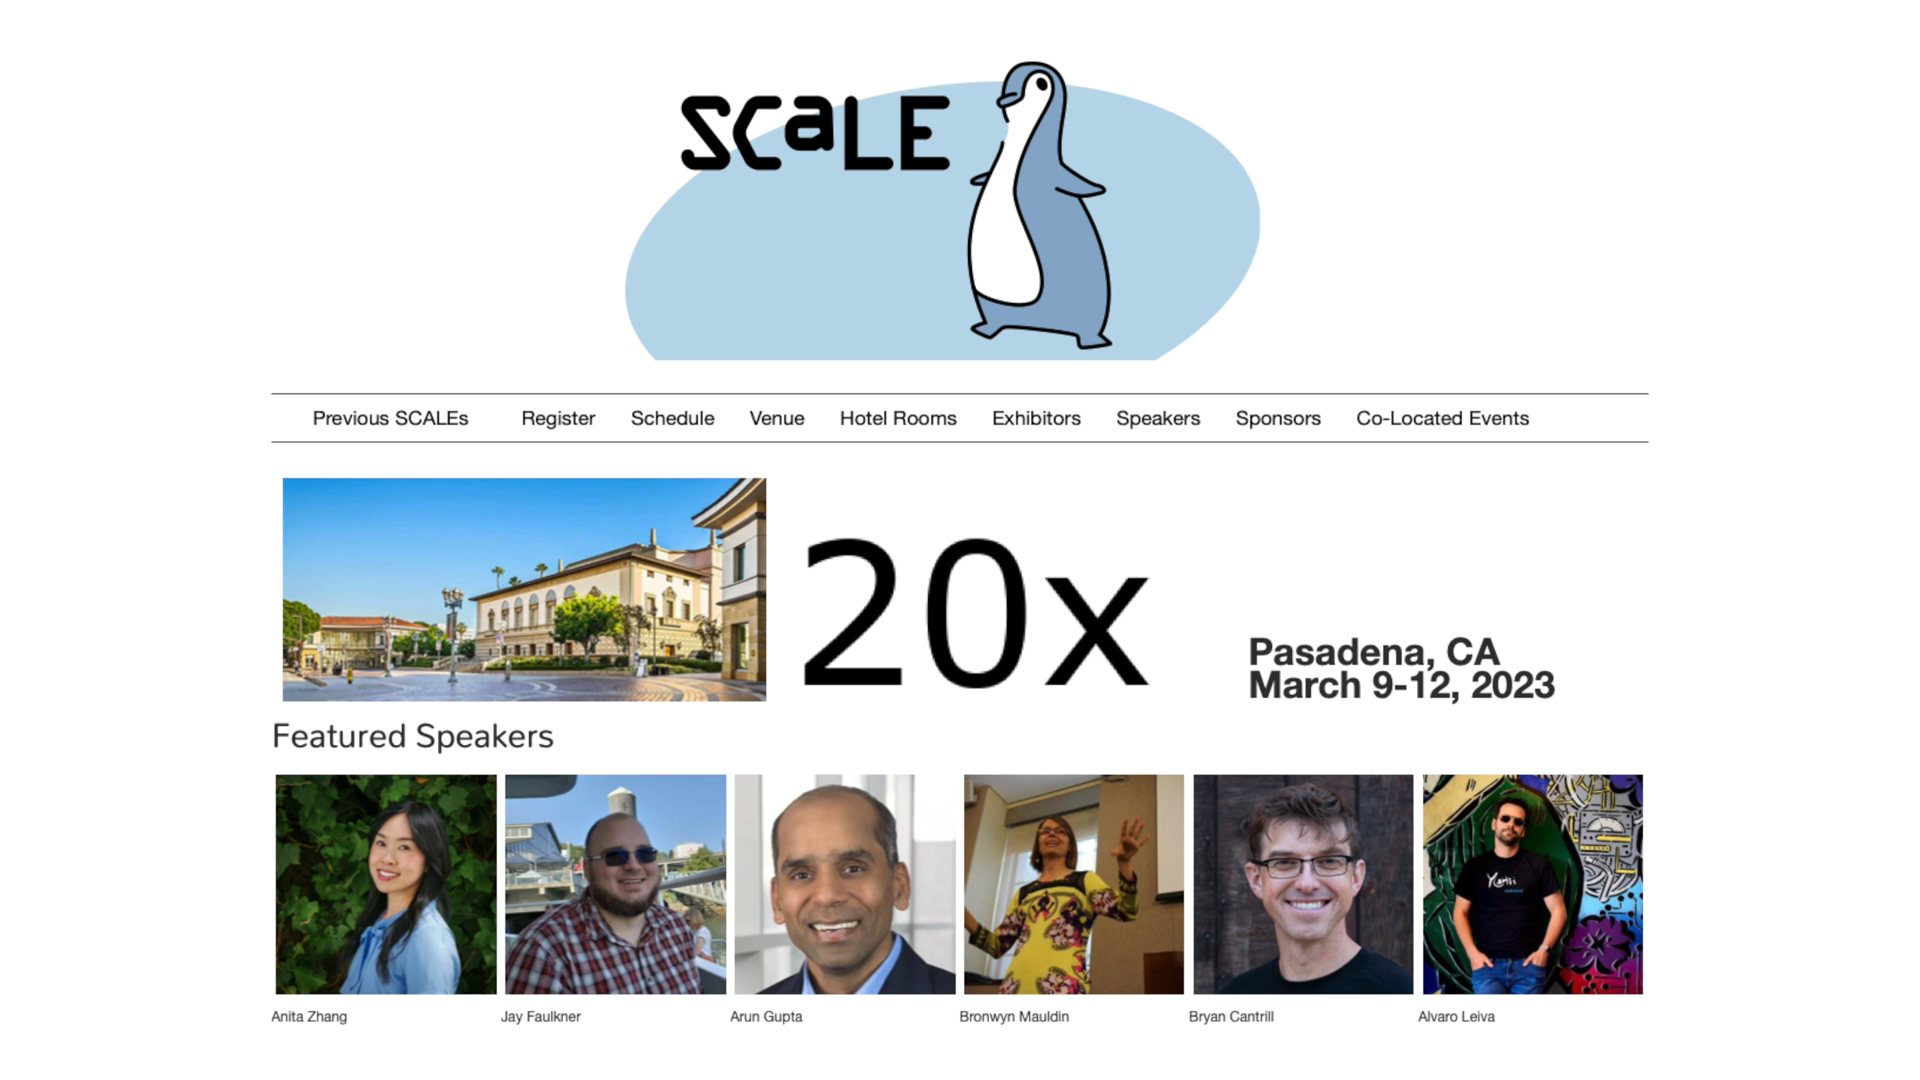 SCaLE
Previous SCALEs Register Schedule Venue Hotel Rooms Exhibitors Speakers Sponsors Co-Located Events
20x
Pasadena, CA
March 9-12, 2023
Featured Speakers
Anita Zhang Jay Faulkner Arun Gupta Bronwyn Mauldin Bryan Cantrill Alvaro Leiva